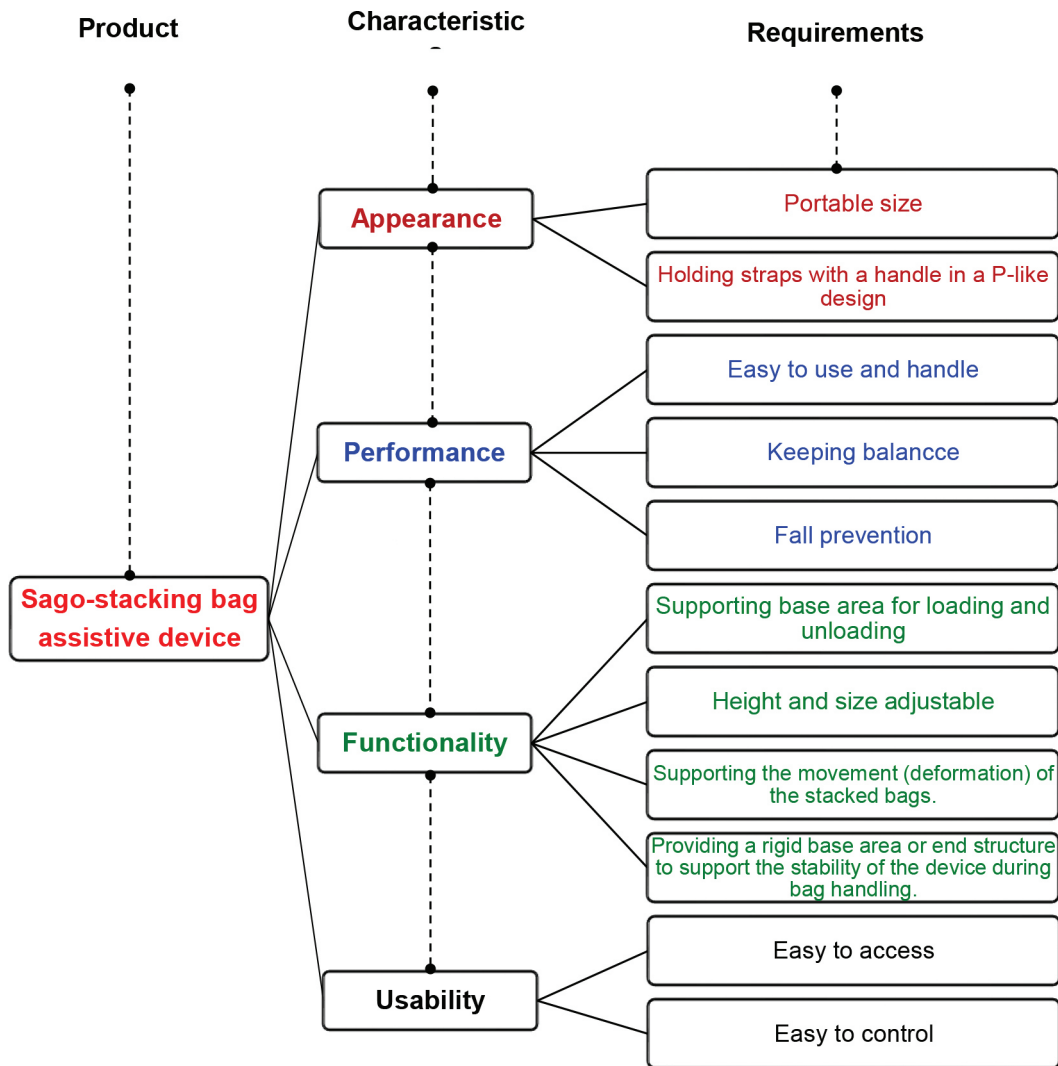 Product
Characteristic
Requirements
Sago-stacking bag
assistive device
Appearance
Portable size
Holding straps with a handle in a P-like
design
Performance
Easy to use and handle
Keeping balancce
Fall prevention
Functionality
Supporting base area for loading and
unloading
Height and size adjustable
Supporting the movement (deformation) of
the stacked bags.
Providing a rigid base area or end structure
to support the stability of the device during
bag handling.
Usability
Easy to access
Easy to control